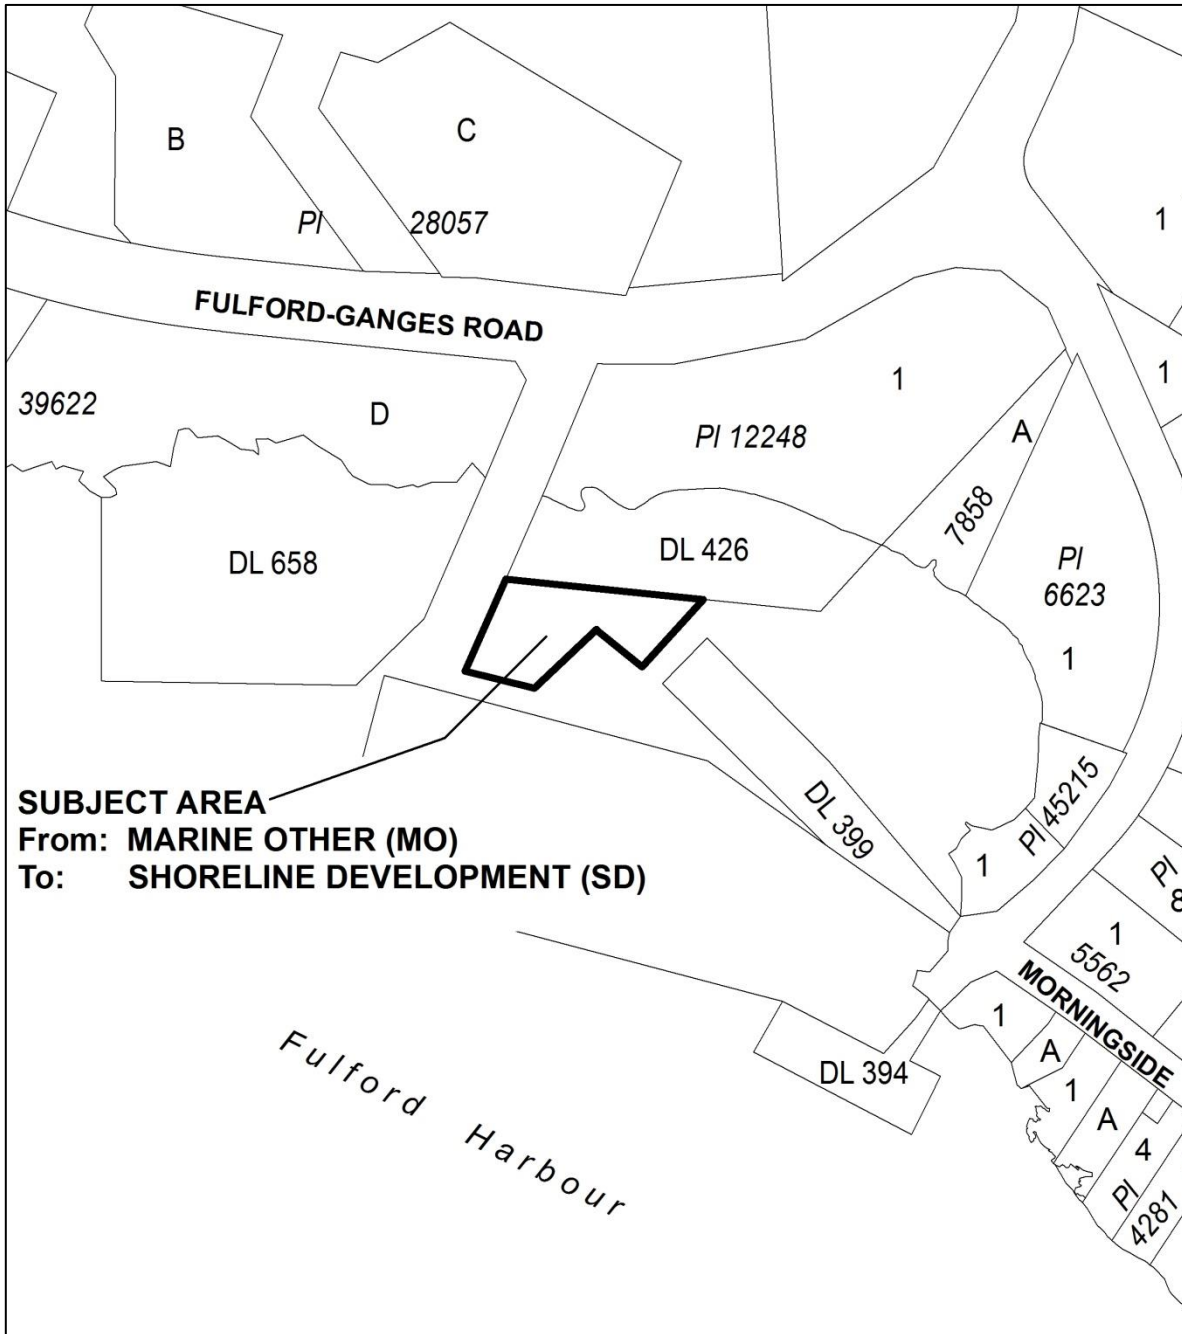 B
C
Pl 28057
1
FULFORD-GANGES ROAD
1
1
39622
D
Pl 12248
A
7858
DL 658
DL 426
Pl
6623
1
SUBJECT AREA
From: MARINE OTHER (MO)
To: SHORELINE DEVELOPMENT (SD)
DL 399
Pl 45215
1
Pl
8
1
5562
MORNINGSIDE
Fulford Harbour
DL 394
1
A
1
A
4
Pl
4281